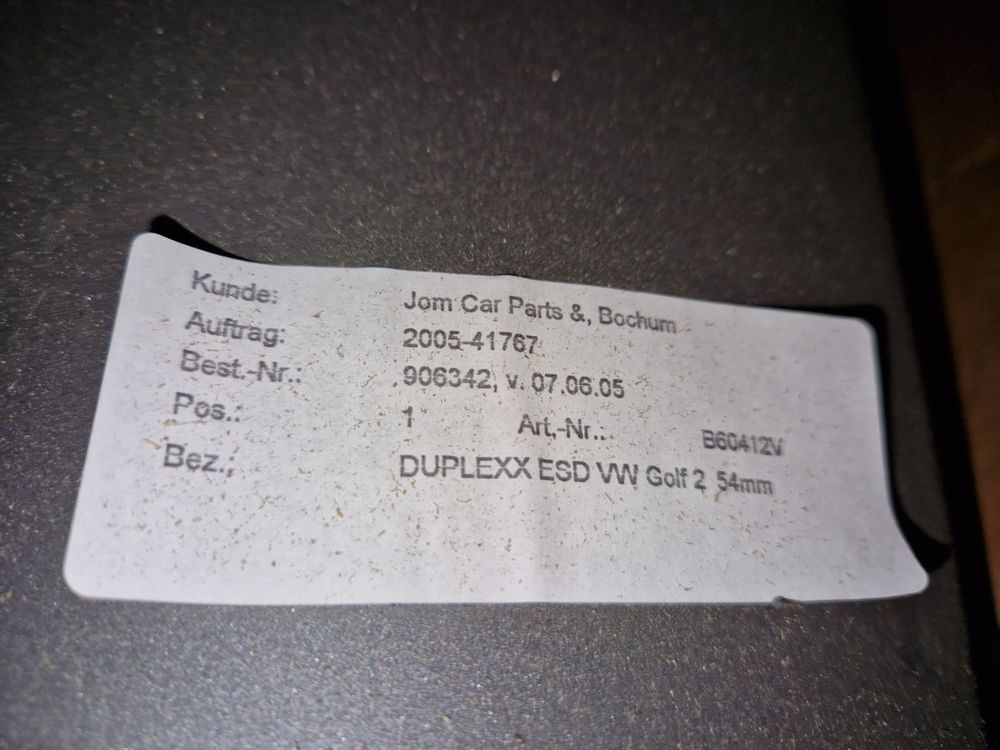 Kunde: Jom Car Parts &, Bochum
Auftrag: 2005-41767
Best.-Nr.: 906342, v. 07.06.05
Pos.: 1 Art.-Nr.: B60412V
Bez.: DUPLEXX ESD VW Golf 2 54mm